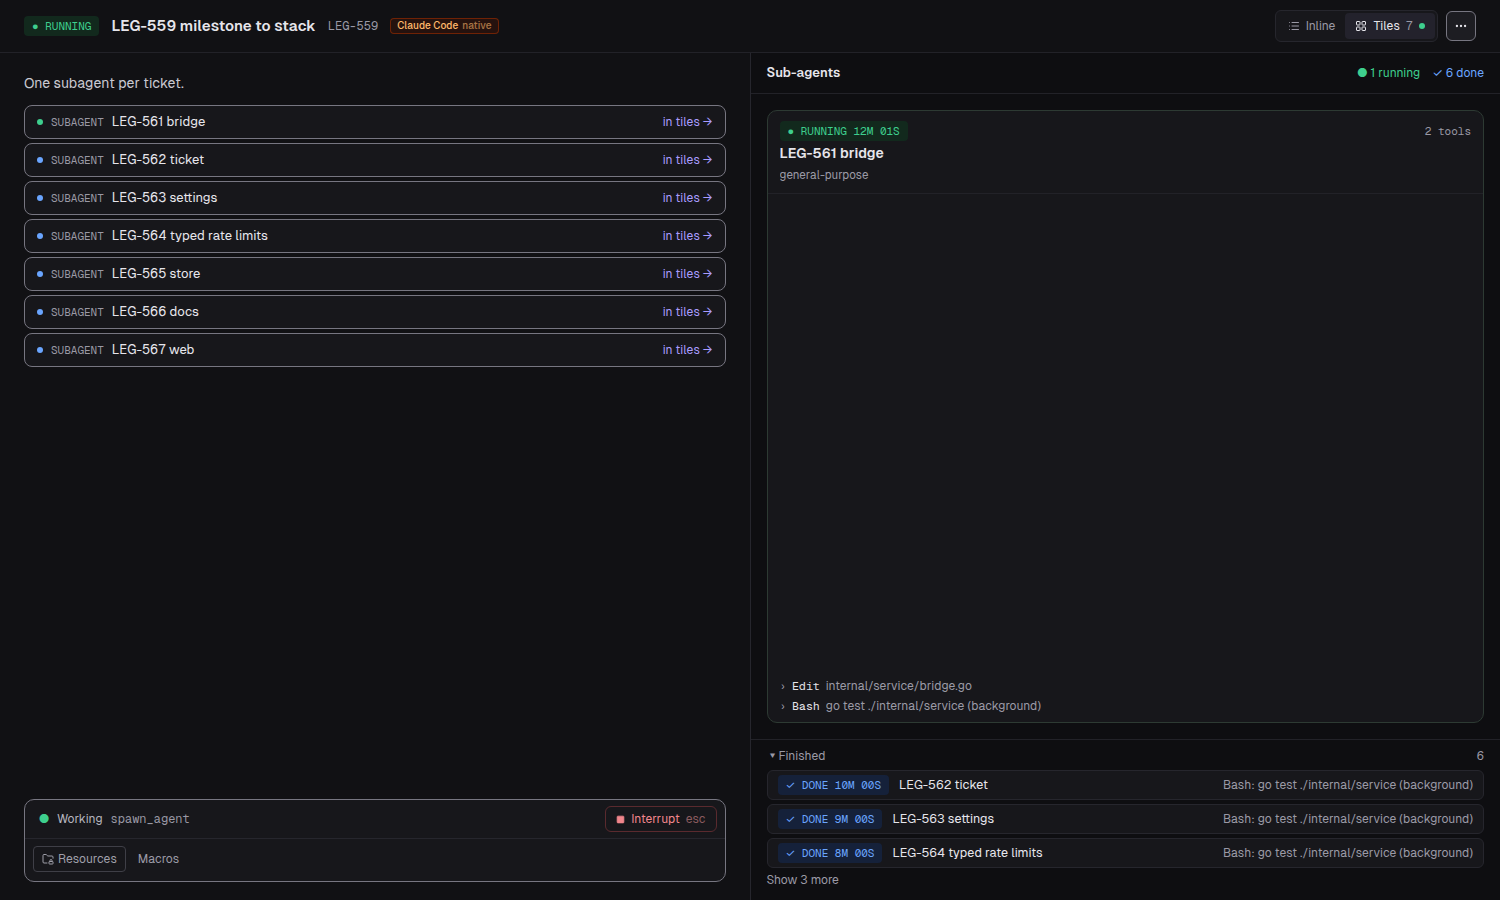 RUNNING LEG-559 milestone to stack LEG-559 Claude Code native Inline Tiles 7
One subagent per ticket.
SUBAGENT LEG-561 bridge in tiles →
SUBAGENT LEG-562 ticket in tiles →
SUBAGENT LEG-563 settings in tiles →
SUBAGENT LEG-564 typed rate limits in tiles →
SUBAGENT LEG-565 store in tiles →
SUBAGENT LEG-566 docs in tiles →
SUBAGENT LEG-567 web in tiles →
Working spawn_agent Interrupt esc
Resources Macros
Sub-agents 1 running ✓ 6 done
RUNNING 12M 01S 2 tools
LEG-561 bridge
general-purpose
› Edit internal/service/bridge.go
› Bash go test ./internal/service (background)
▾ Finished 6
✓ DONE 10M 00S LEG-562 ticket Bash: go test ./internal/service (background)
✓ DONE 9M 00S LEG-563 settings Bash: go test ./internal/service (background)
✓ DONE 8M 00S LEG-564 typed rate limits Bash: go test ./internal/service (background)
Show 3 more